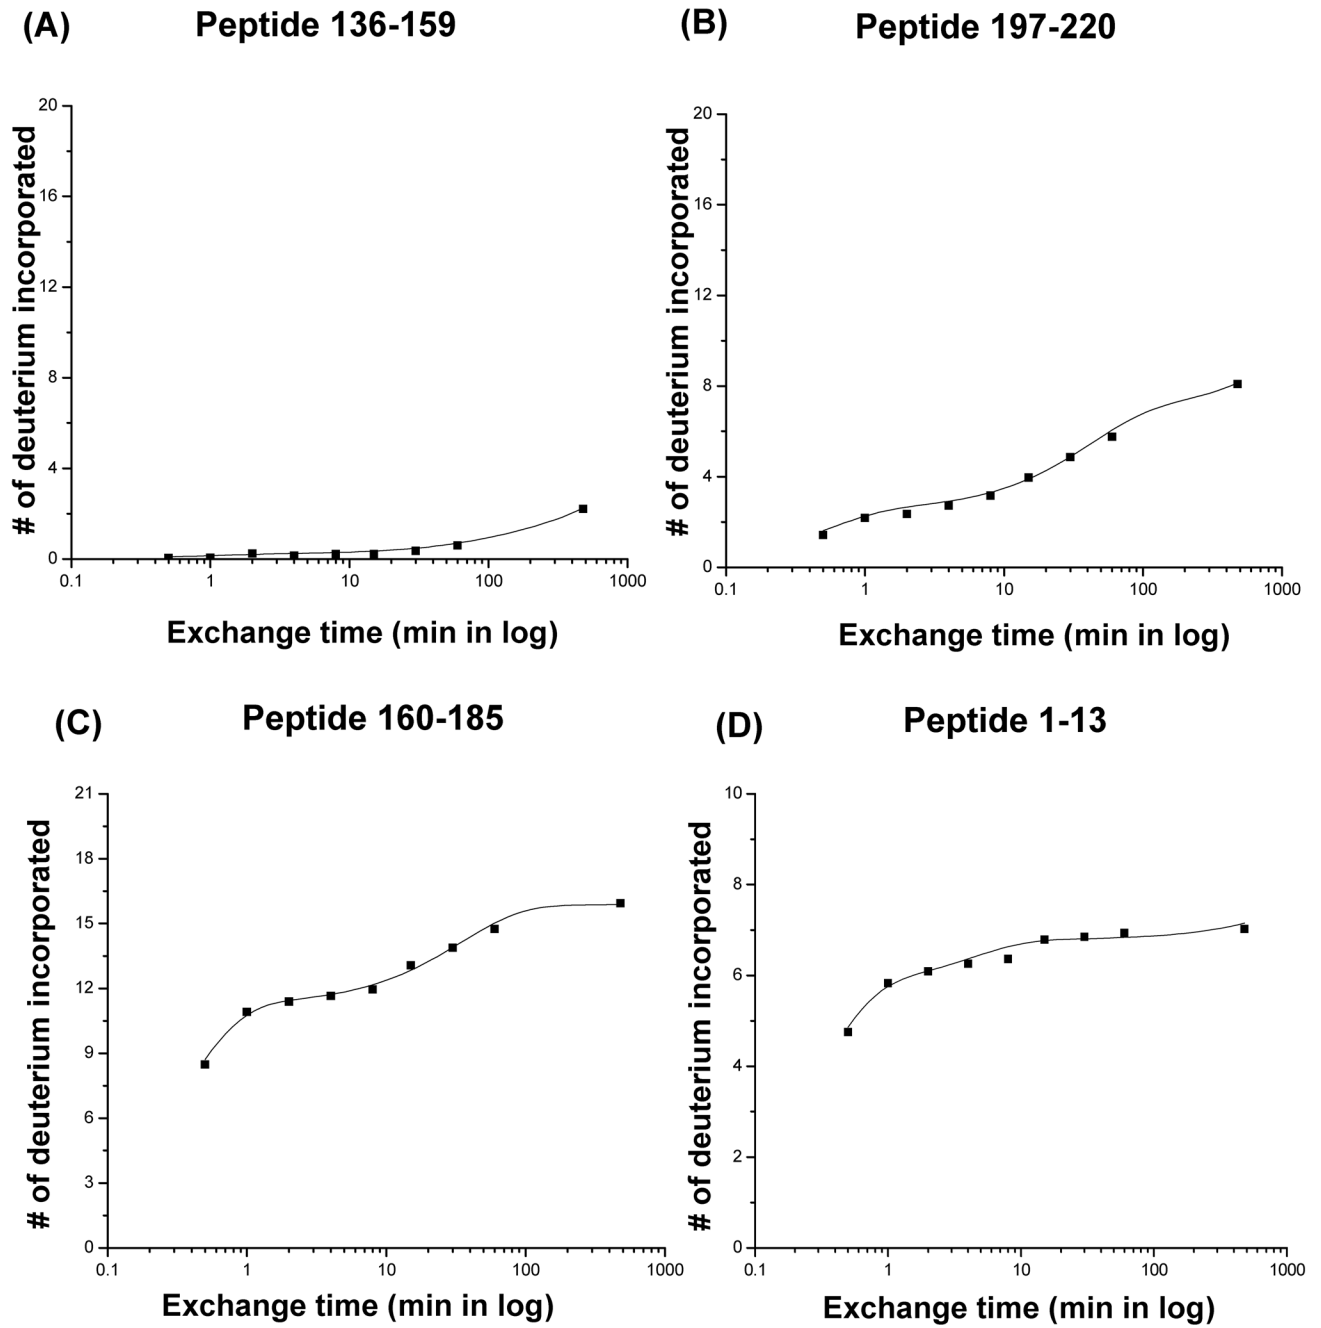 (A) Peptide 136-159
# of deuterium incorporated
20
16
12
8
4
0
0.1 1 10 100 1000
Exchange time (min in log)
(B) Peptide 197-220
# of deuterium incorporated
20
16
12
8
4
0
0.1 1 10 100 1000
Exchange time (min in log)
(C) Peptide 160-185
# of deuterium incorporated
21
18
15
12
9
6
3
0
0.1 1 10 100 1000
Exchange time (min in log)
(D) Peptide 1-13
# of deuterium incorporated
10
8
6
4
2
0
0.1 1 10 100 1000
Exchange time (min in log)